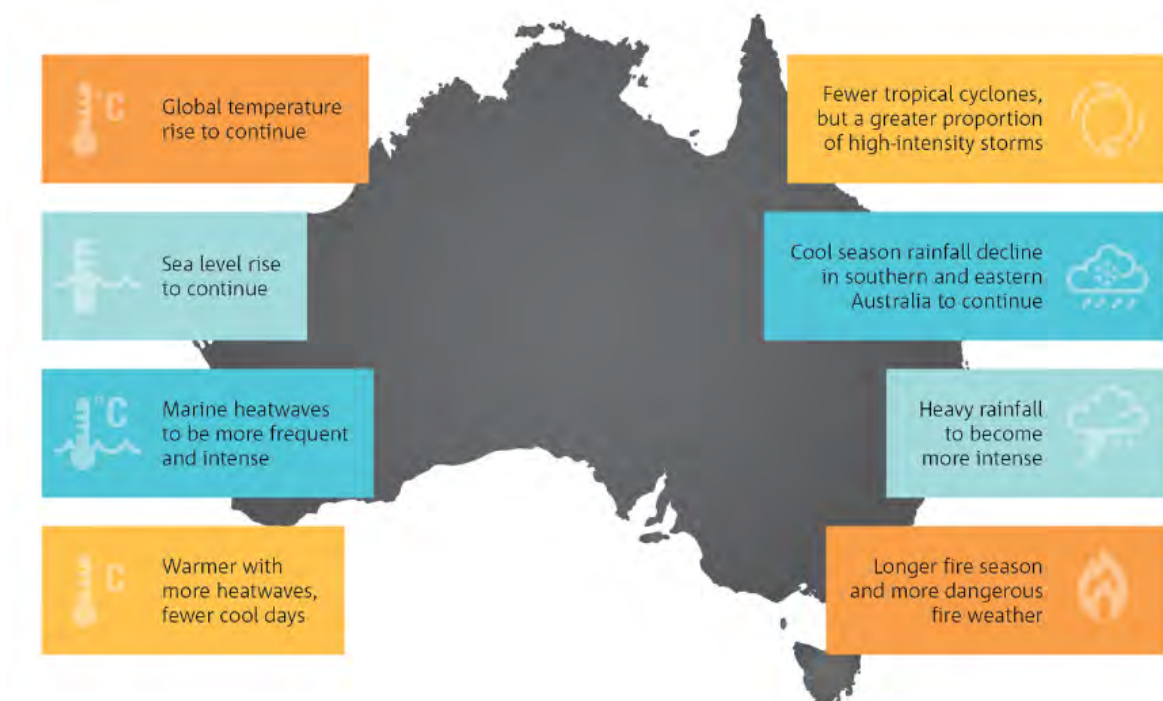 °C
Global temperature
rise to continue
Sea level rise
to continue
°C
Marine heatwaves
to be more frequent
and intense
°C
Warmer with
more heatwaves,
fewer cool days
Fewer tropical cyclones,
but a greater proportion
of high-intensity storms
Cool season rainfall decline
in southern and eastern
Australia to continue
Heavy rainfall
to become
more intense
Longer fire season
and more dangerous
fire weather